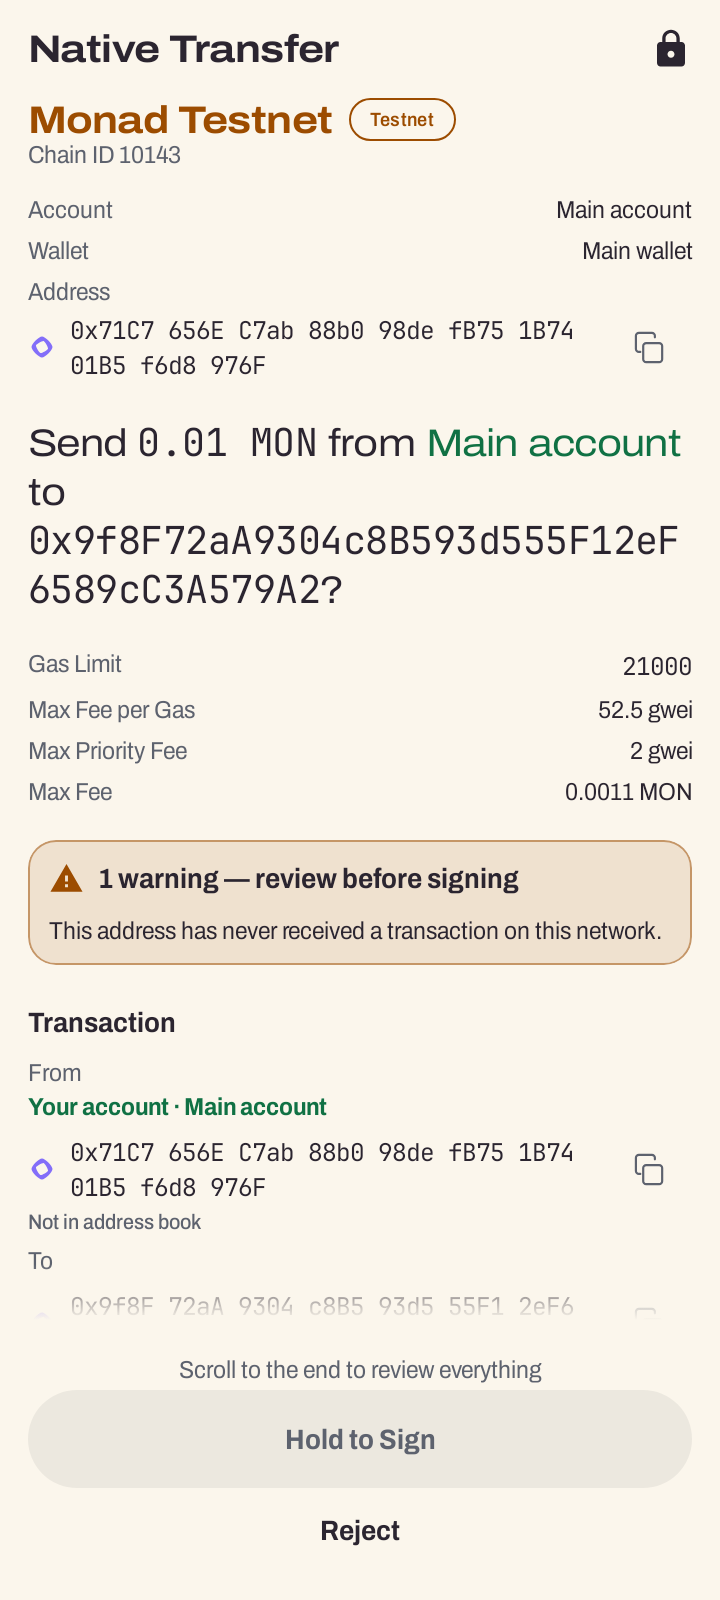 Native Transfer
Monad Testnet Testnet
Chain ID 10143
Account Main account
Wallet Main wallet
Address
0x71C7 656E C7ab 88b0 98de fB75 1B74
01B5 f6d8 976F
Send 0.01 MON from Main account
to
0x9f8F72aA9304c8B593d555F12eF
6589cC3A579A2?
Gas Limit 21000
Max Fee per Gas 52.5 gwei
Max Priority Fee 2 gwei
Max Fee 0.0011 MON
1 warning — review before signing
This address has never received a transaction on this network.
Transaction
From
Your account · Main account
0x71C7 656E C7ab 88b0 98de fB75 1B74
01B5 f6d8 976F
Not in address book
To
0x9f8F 72aA 9304 c8B5 93d5 55F1 2eF6
Scroll to the end to review everything
Hold to Sign
Reject